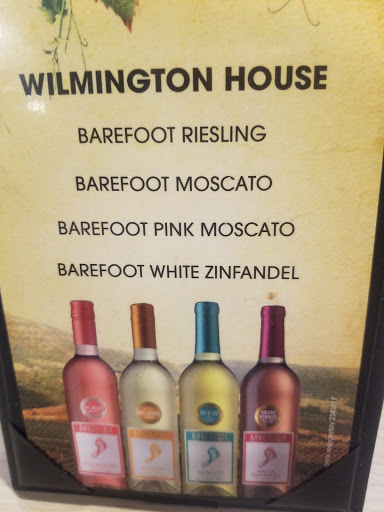 WILMINGTON HOUSE
BAREFOOT RIESLING
BAREFOOT MOSCATO
BAREFOOT PINK MOSCATO
BAREFOOT WHITE ZINFANDEL